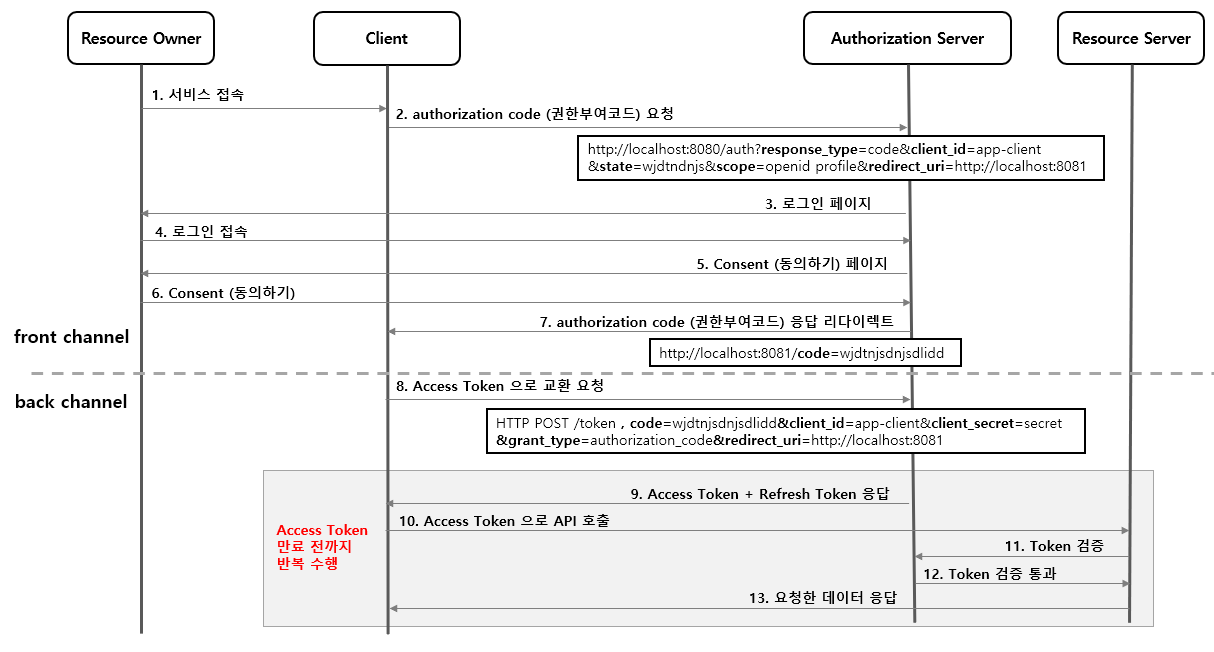 Resource Owner
Client
Authorization Server
Resource Server
1. 서비스 접속
2. authorization code (권한부여코드) 요청
http://localhost:8080/auth?response_type=code&client_id=app-client
&state=wjdtndnjs&scope=openid profile&redirect_uri=http://localhost:8081
3. 로그인 페이지
4. 로그인 접속
5. Consent (동의하기) 페이지
6. Consent (동의하기)
7. authorization code (권한부여코드) 응답 리다이렉트
front channel
http://localhost:8081/code=wjdtnjsdnjsdlidd
8. Access Token 으로 교환 요청
back channel
HTTP POST /token , code=wjdtnjsdnjsdlidd&client_id=app-client&client_secret=secret
&grant_type=authorization_code&redirect_uri=http://localhost:8081
9. Access Token + Refresh Token 응답
10. Access Token 으로 API 호출
Access Token
만료 전까지
반복 수행
11. Token 검증
12. Token 검증 통과
13. 요청한 데이터 응답